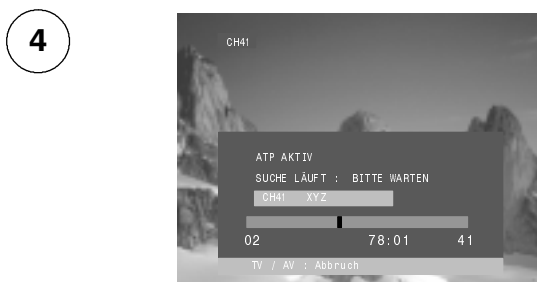 4
CH41
ATP AKTIV
SUCHE LÄUFT : BITTE WARTEN
CH41 XYZ
02 78:01 41
TV / AV : Abbruch